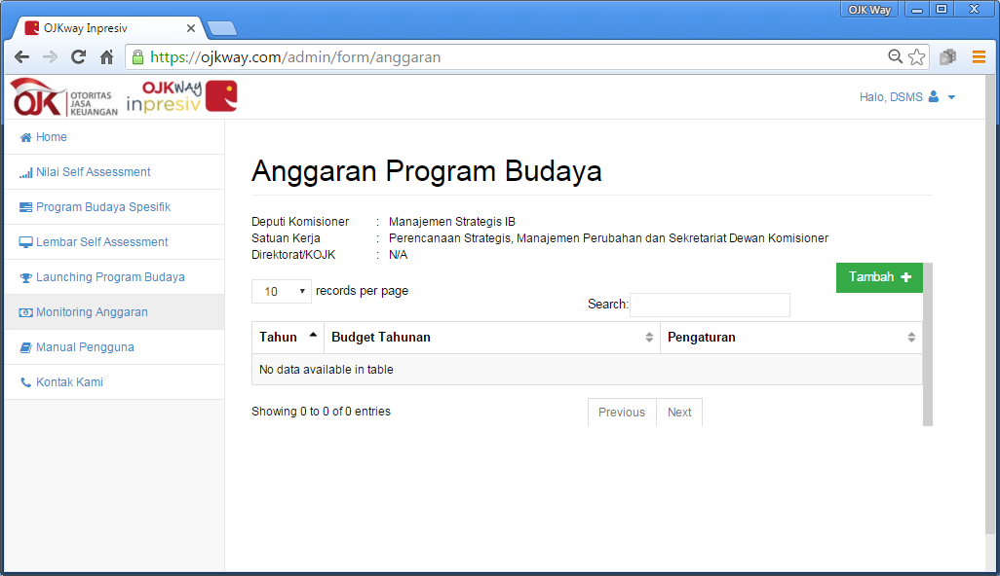 OJK Way
OJKway Inpresiv
https://ojkway.com/admin/form/anggaran
OJK
OTORITAS
JASA
KEUANGAN
OJKWAY
inpresiv
Halo, DSMS
Home
Nilai Self Assessment
Program Budaya Spesifik
Lembar Self Assessment
Launching Program Budaya
Monitoring Anggaran
Manual Pengguna
Kontak Kami
Anggaran Program Budaya
Deputi Komisioner : Manajemen Strategis IB
Satuan Kerja : Perencanaan Strategis, Manajemen Perubahan dan Sekretariat Dewan Komisioner
Direktorat/KOJK : N/A
Tambah +
10 records per page
Search:
Tahun Budget Tahunan Pengaturan
No data available in table
Showing 0 to 0 of 0 entries
Previous Next